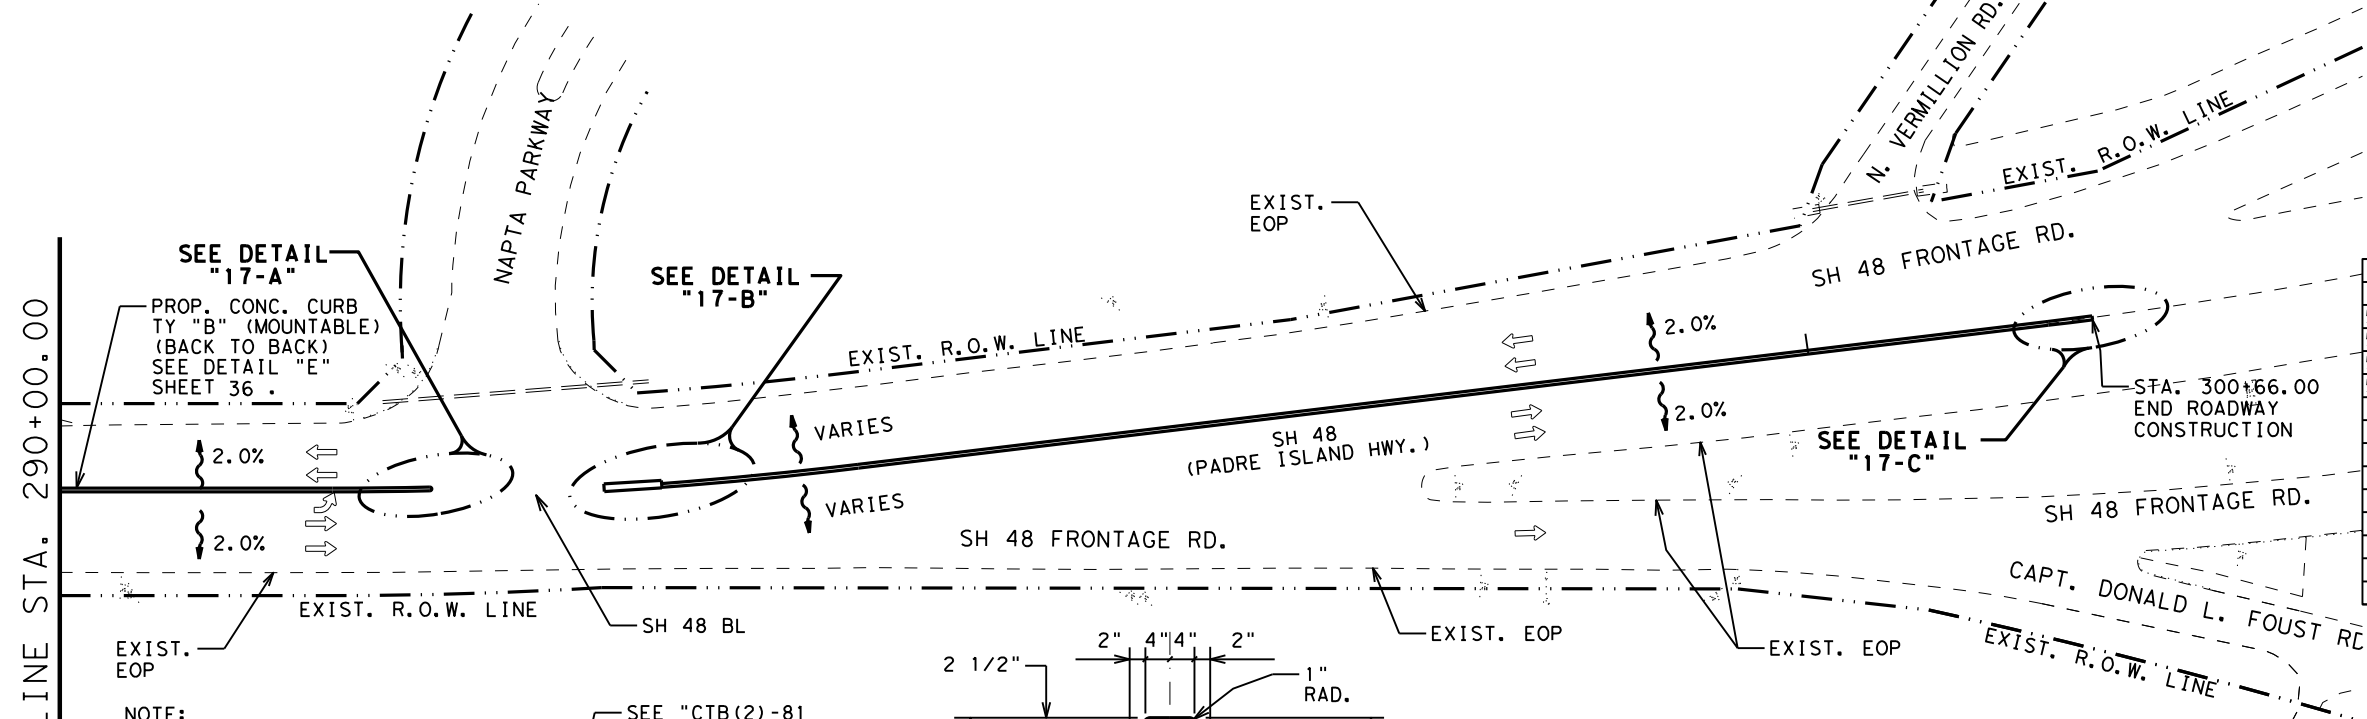 LINE STA. 290+00.00
SEE DETAIL
"17-A"
PROP. CONC. CURB
TY "B" (MOUNTABLE)
(BACK TO BACK)
SEE DETAIL "E"
SHEET 36 .
NAPTA PARKWAY
SEE DETAIL
"17-B"
EXIST.
EOP
N. VERMILLION RD.
EXIST. R.O.W. LINE
SH 48 FRONTAGE RD.
EXIST. R.O.W. LINE
2.0%
2.0%
VARIES
VARIES
2.0%
2.0%
SH 48
(PADRE ISLAND HWY.)
STA. 300+66.00
END ROADWAY
CONSTRUCTION
SEE DETAIL
"17-C"
SH 48 FRONTAGE RD.
SH 48 FRONTAGE RD.
CAPT. DONALD L. FOUST RD
EXIST. R.O.W. LINE
EXIST.
EOP
SH 48 BL
EXIST. EOP
EXIST. EOP
EXIST. R.O.W. LINE
2" 4" 4" 2"
2 1/2"
1"
RAD.
NOTE:
SEE "CTB(2)-81